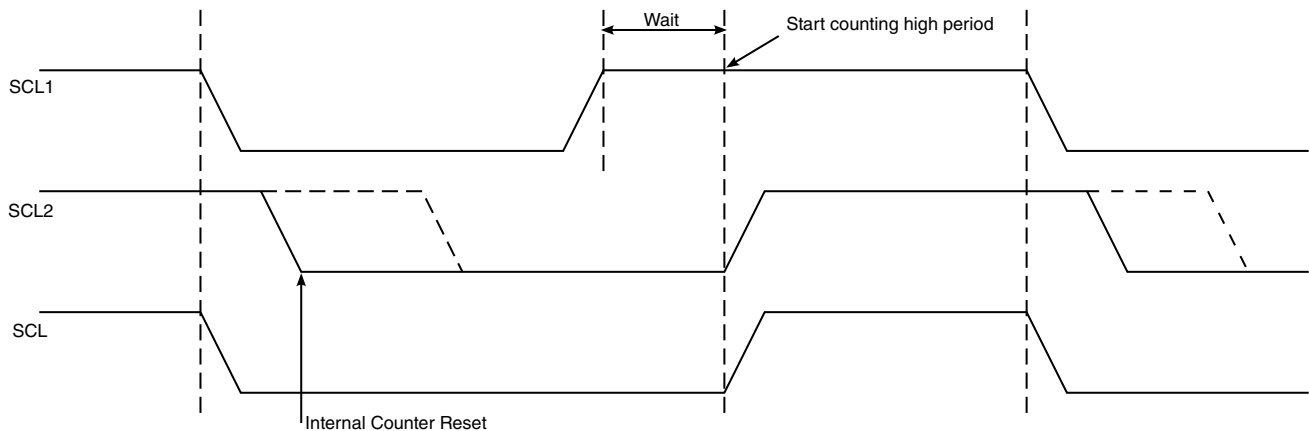 Wait
Start counting high period
SCL1
SCL2
SCL
Internal Counter Reset